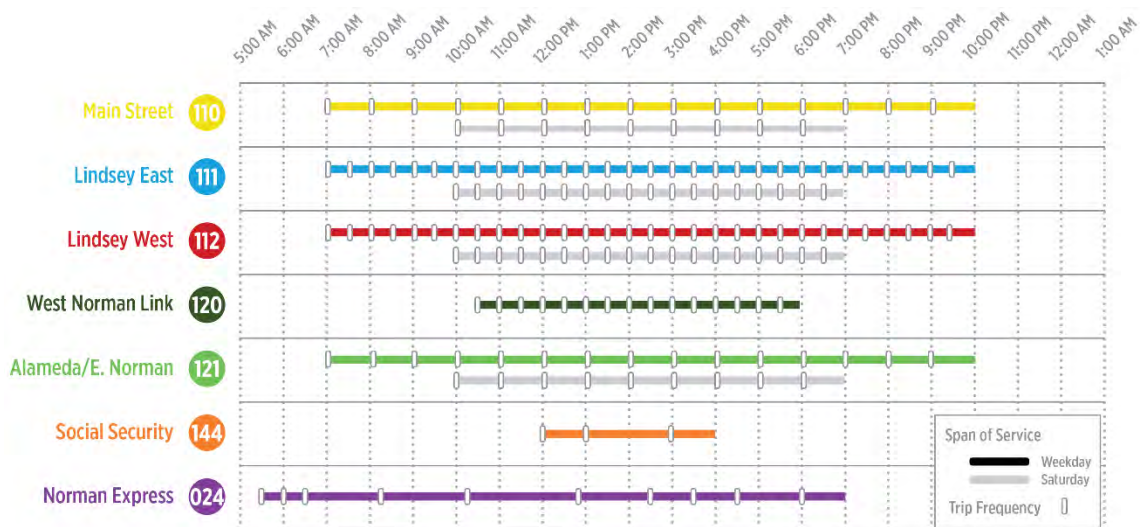 5:00 AM
6:00 AM
7:00 AM
8:00 AM
9:00 AM
10:00 AM
11:00 AM
12:00 PM
1:00 PM
2:00 PM
3:00 PM
4:00 PM
5:00 PM
6:00 PM
7:00 PM
8:00 PM
9:00 PM
10:00 PM
11:00 PM
12:00 AM
1:00 AM
Main Street 110
Lindsey East 111
Lindsey West 112
West Norman Link 120
Alameda/E. Norman 121
Social Security 144
Norman Express 024
Span of Service
Weekday
Saturday
Trip Frequency